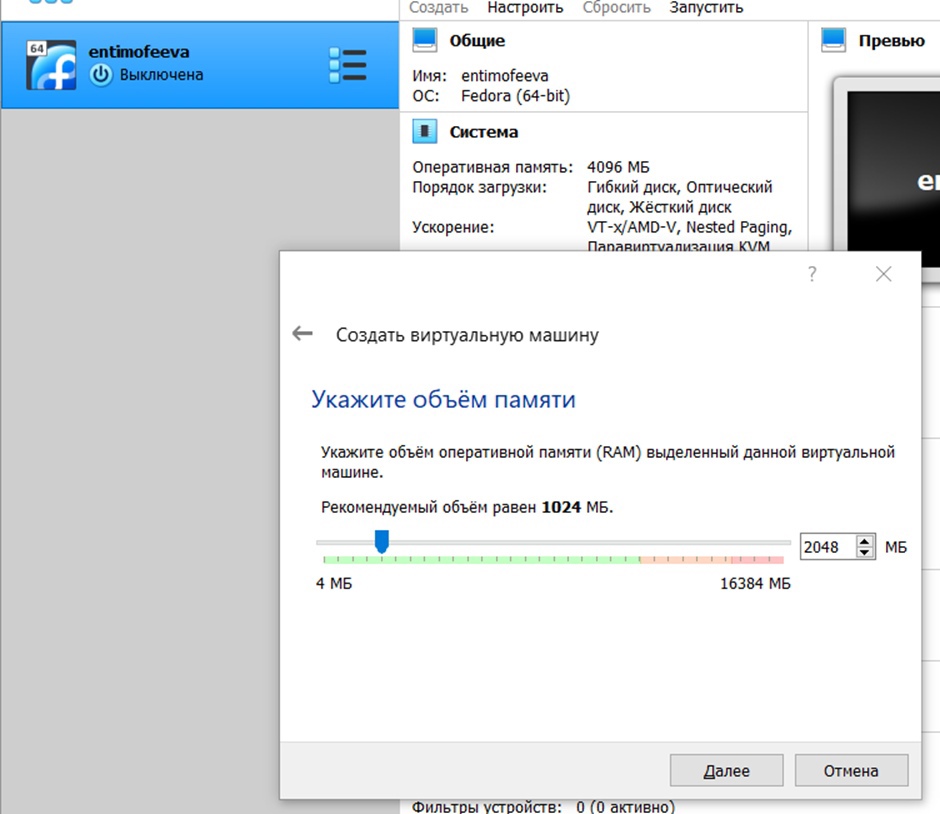 Создать Настроить Сбросить Запустить
64
entimofeeva
Выключена
Общие
Имя: entimofeeva
ОС: Fedora (64-bit)
Превью
Система
Оперативная память: 4096 МБ
Порядок загрузки: Гибкий диск, Оптический
диск, Жёсткий диск
Ускорение: VT-x/AMD-V, Nested Paging,
Паравиртуализация KVM
?
Создать виртуальную машину
Укажите объём памяти
Укажите объём оперативной памяти (RAM) выделенный данной виртуальной
машине.
Рекомендуемый объём равен 1024 МБ.
2048 МБ
4 МБ 16384 МБ
Далее Отмена
Фильтры устройств: 0 (0 активно)